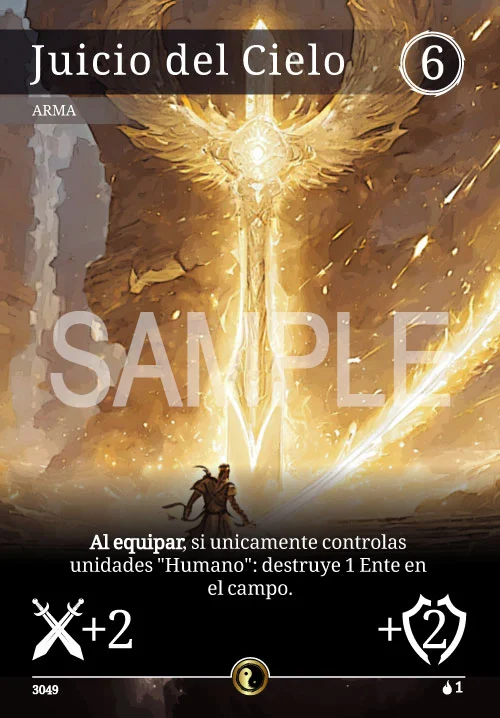 Juicio del Cielo
6
ARMA
SAMPLE
Al equipar, si unicamente controlas
unidades "Humano": destruye 1 Ente en
el campo.
+2
+2
3049
1